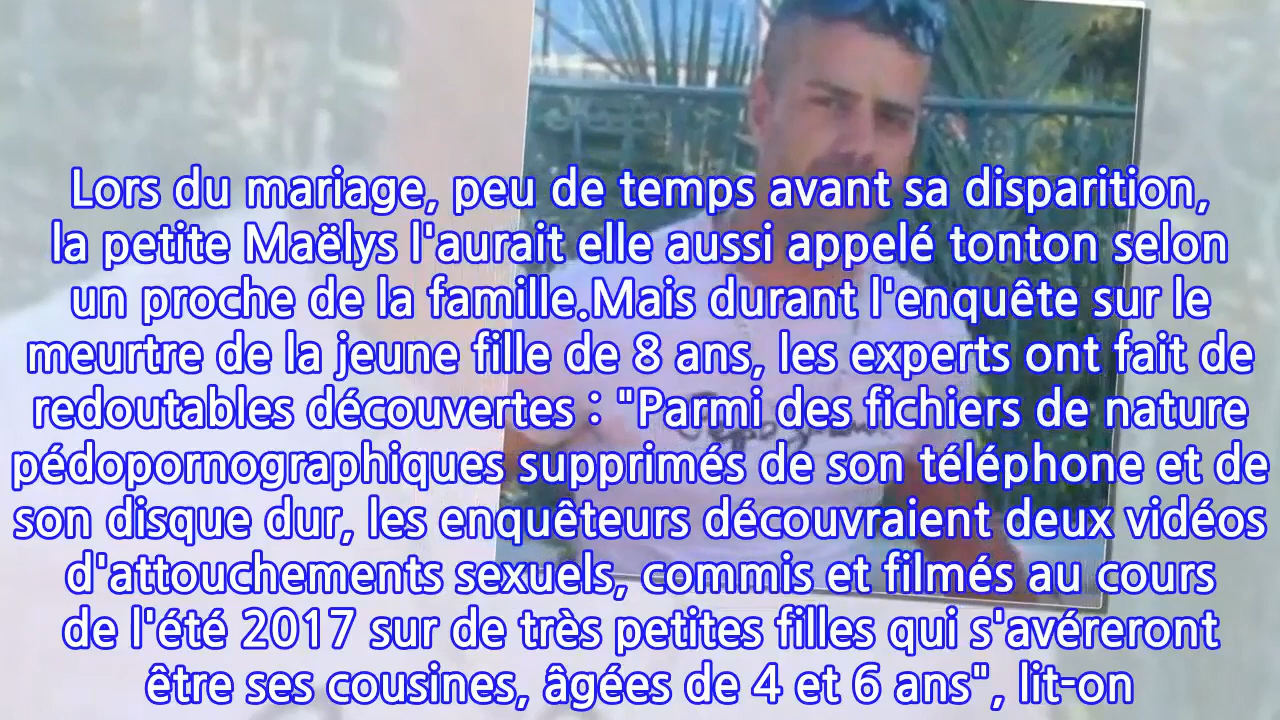 Lors du mariage, peu de temps avant sa disparition,
la petite Maëlys l'aurait elle aussi appelé tonton selon
un proche de la famille.Mais durant l'enquête sur le
meurtre de la jeune fille de 8 ans, les experts ont fait de
redoutables découvertes : "Parmi des fichiers de nature
pédopornographiques supprimés de son téléphone et de
son disque dur, les enquêteurs découvraient deux vidéos
d'attouchements sexuels, commis et filmés au cours
de l'été 2017 sur de très petites filles qui s'avéreront
être ses cousines, âgées de 4 et 6 ans", lit-on